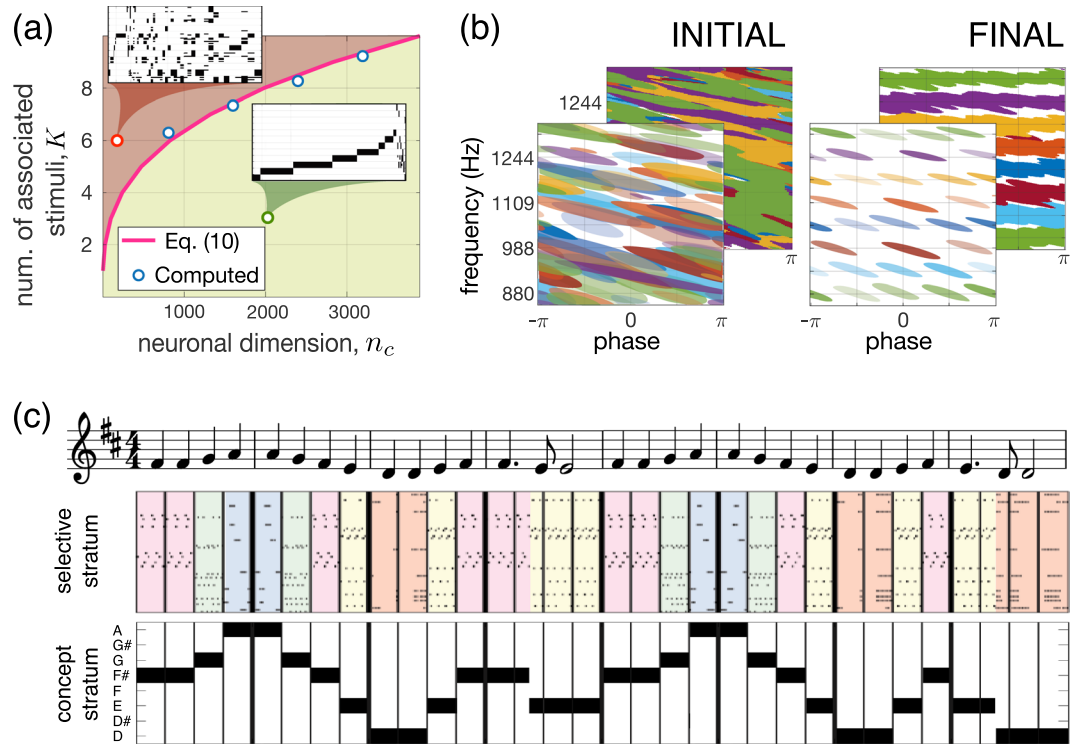 (a)
num. of associated
stimuli, K
8
6
4
2
Eq. (10)
Computed
1000
2000
3000
neuronal dimension, n_c
(b)
INITIAL
FINAL
frequency (Hz)
1244
1244
1109
988
880
π
π
-π
0
π
-π
0
π
phase
phase
(c)
4
4
selective
stratum
concept
stratum
A
G#
G
F#
F
E
D#
D